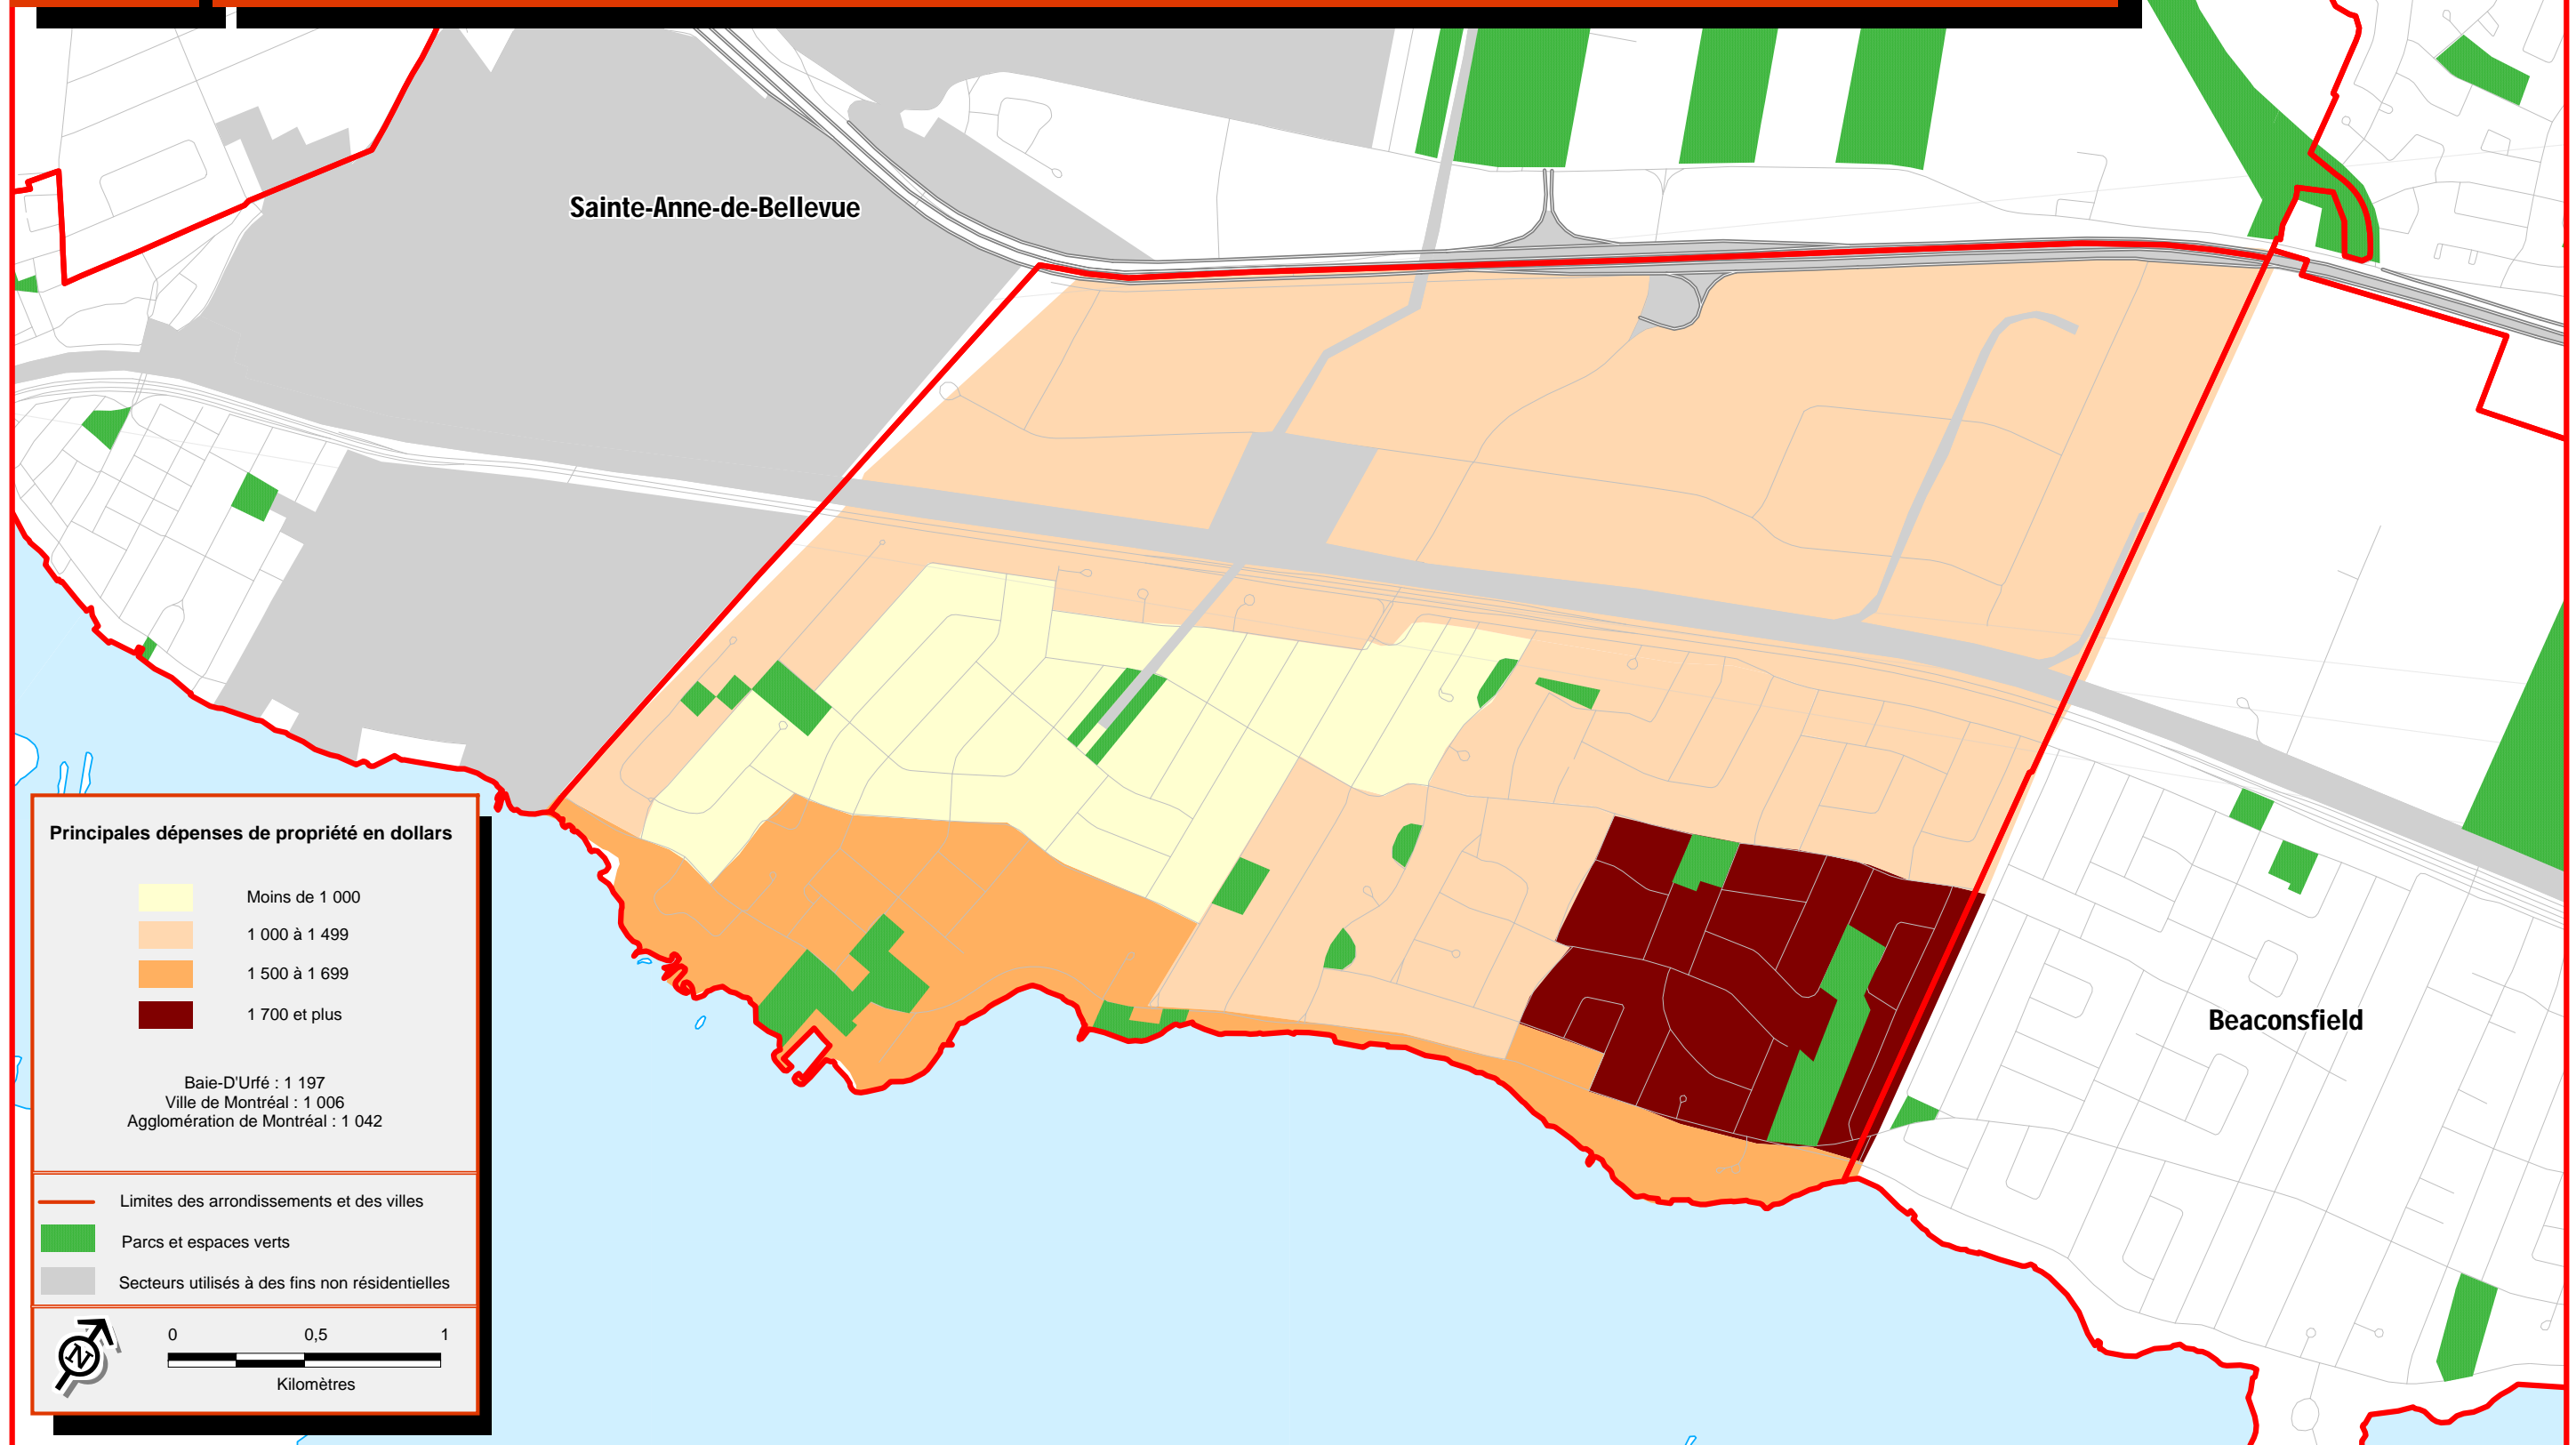 Sainte-Anne-de-Bellevue
Principales dépenses de propriété en dollars
Moins de 1 000
1 000 à 1 499
1 500 à 1 699
1 700 et plus
Baie-D'Urfé : 1 197
Ville de Montréal : 1 006
Agglomération de Montréal : 1 042
Beaconsfield
Limites des arrondissements et des villes
Parcs et espaces verts
Secteurs utilisés à des fins non résidentielles
N
0 0,5 1
Kilomètres